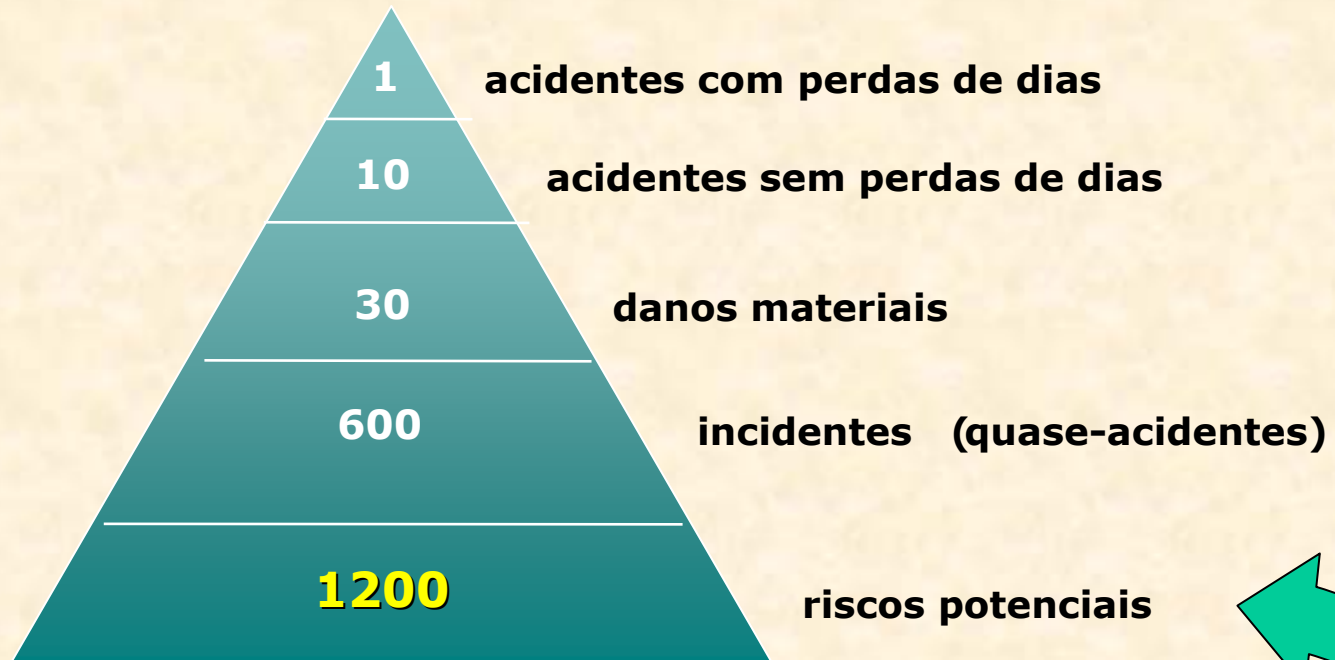 1 acidentes com perdas de dias
10 acidentes sem perdas de dias
30 danos materiais
600 incidentes (quase-acidentes)
1200 riscos potenciais